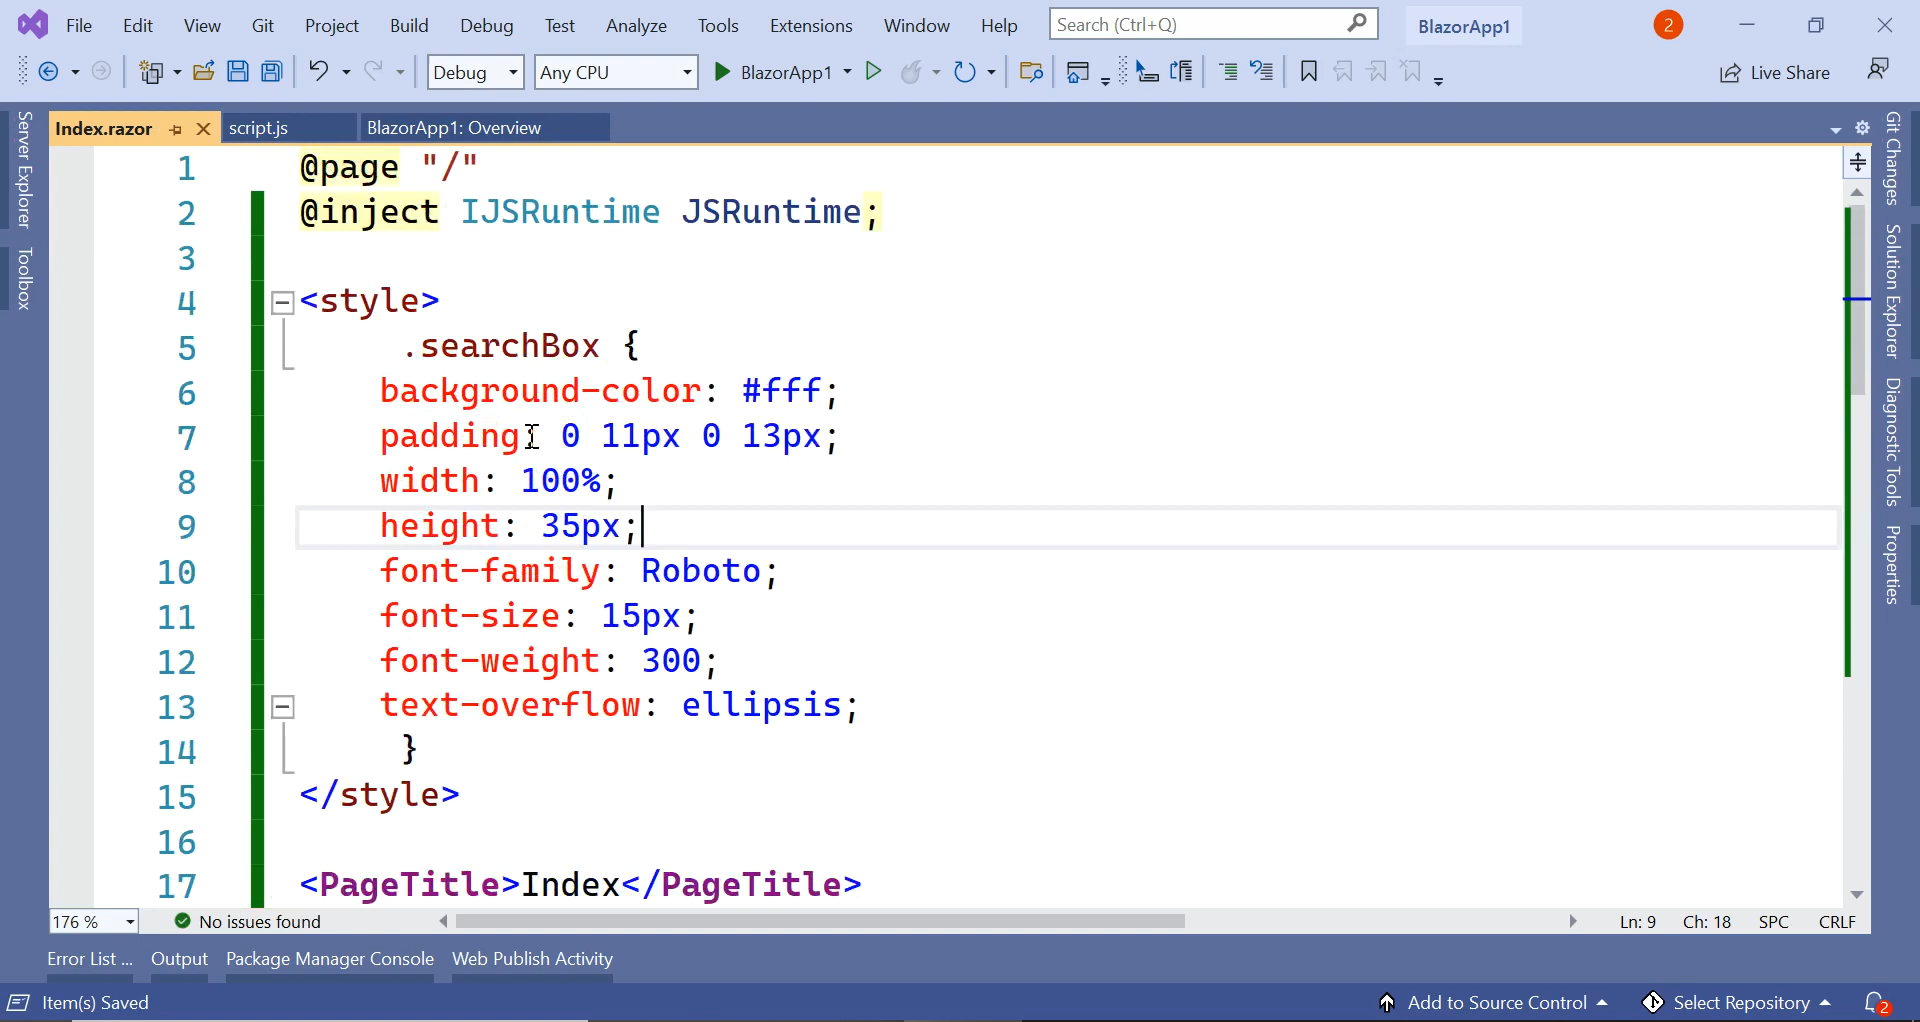 File Edit View Git Project Build Debug Test Analyze Tools Extensions Window Help Search (Ctrl+Q) BlazorApp1 2
Debug Any CPU BlazorApp1 Live Share
Index.razor script.js BlazorApp1: Overview
Server Explorer
Toolbox
1 @page "/"
2 @inject IJSRuntime JSRuntime;
3
4 <style>
5 .searchBox {
6 background-color: #fff;
7 padding: 0 11px 0 13px;
8 width: 100%;
9 height: 35px;
10 font-family: Roboto;
11 font-size: 15px;
12 font-weight: 300;
13 text-overflow: ellipsis;
14 }
15 </style>
16
17 <PageTitle>Index</PageTitle>
Git Changes
Solution Explorer
Diagnostic Tools
Properties
176 % No issues found Ln: 9 Ch: 18 SPC CRLF
Error List ... Output Package Manager Console Web Publish Activity
Item(s) Saved Add to Source Control Select Repository 2